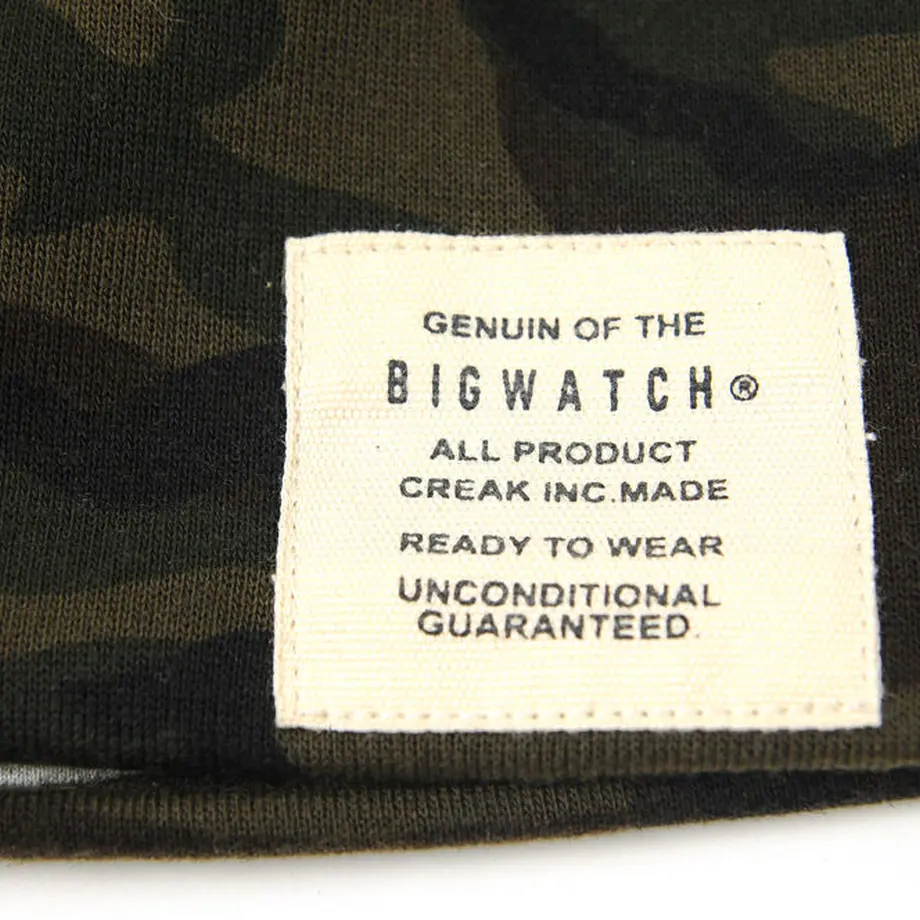 GENUIN OF THE
BIGWATCH®
ALL PRODUCT
CREAK INC.MADE
READY TO WEAR
UNCONDITIONAL
GUARANTEED.